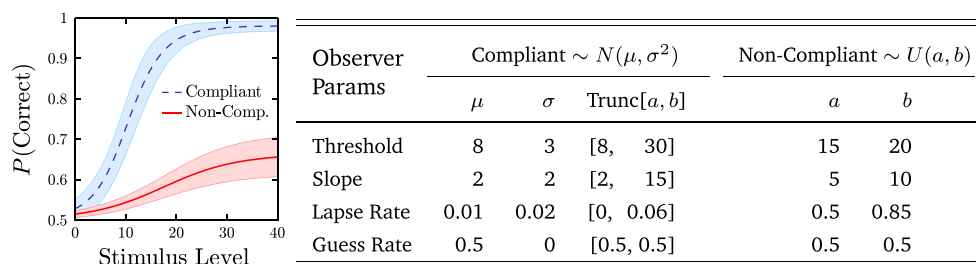 1
0.9
0.8
0.7
0.6
0.5
0 10 20 30 40
P(Correct)
Stimulus Level
Compliant
Non-Comp.
Observer Params Compliant ∼ N(μ, σ²) Non-Compliant ∼ U(a, b)
μ σ Trunc[a, b] a b
Threshold 8 3 [8, 30] 15 20
Slope 2 2 [2, 15] 5 10
Lapse Rate 0.01 0.02 [0, 0.06] 0.5 0.85
Guess Rate 0.5 0 [0.5, 0.5] 0.5 0.5